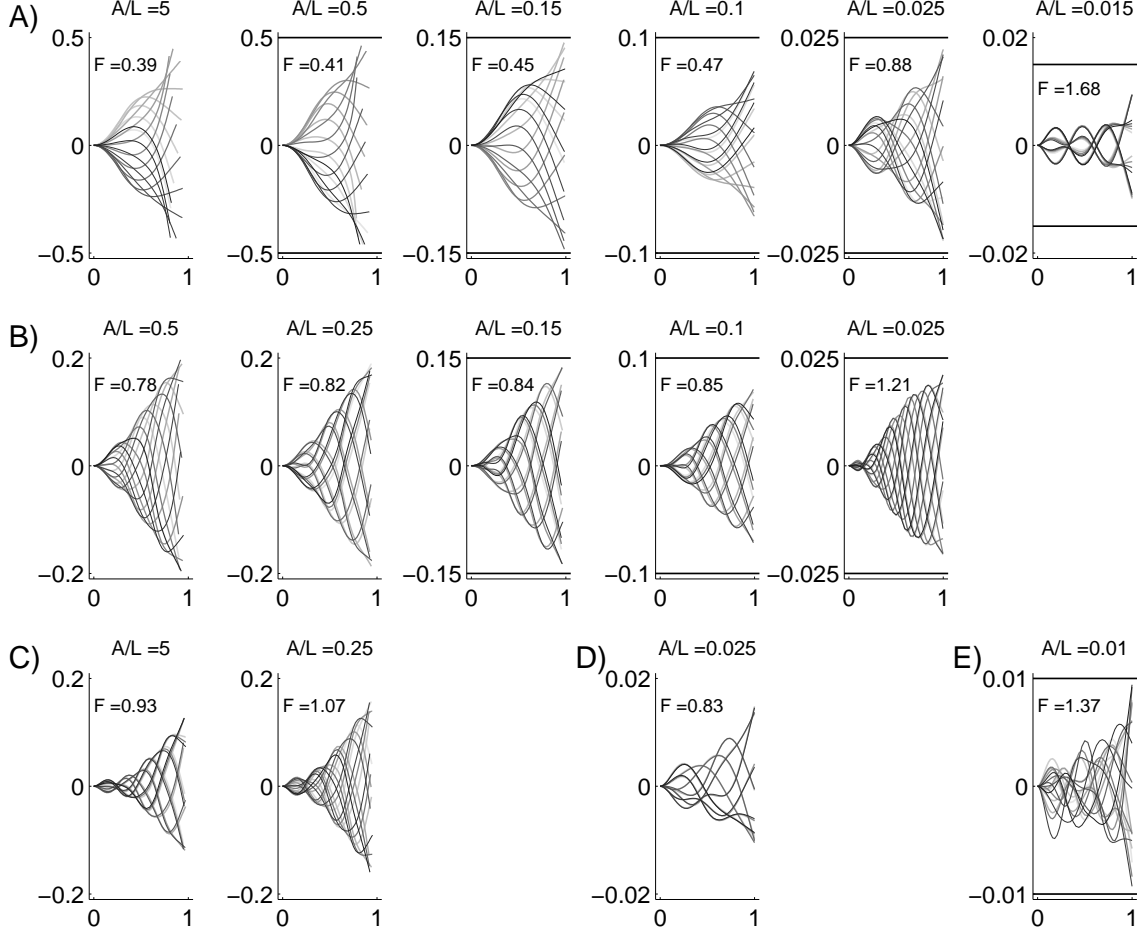 A)
A/L =5 A/L =0.5 A/L =0.15 A/L =0.1 A/L =0.025 A/L =0.015
0.5 0.5 0.15 0.1 0.025 0.02
F =0.39 F =0.41 F =0.45 F =0.47 F =0.88 F =1.68
0 0 0 0 0 0
−0.5 −0.5 −0.15 −0.1 −0.025 −0.02
0 1 0 1 0 1 0 1 0 1 0 1
B)
A/L =0.5 A/L =0.25 A/L =0.15 A/L =0.1 A/L =0.025
0.2 0.2 0.15 0.1 0.025
F =0.78 F =0.82 F =0.84 F =0.85 F =1.21
0 0 0 0 0
−0.2 −0.2 −0.15 −0.1 −0.025
0 1 0 1 0 1 0 1 0 1
C) A/L =5 A/L =0.25 D) A/L =0.025 E) A/L =0.01
0.2 0.2 0.02 0.01
F =0.93 F =1.07 F =0.83 F =1.37
0 0 0 0
−0.2 −0.2 −0.02 −0.01
0 1 0 1 0 1 0 1